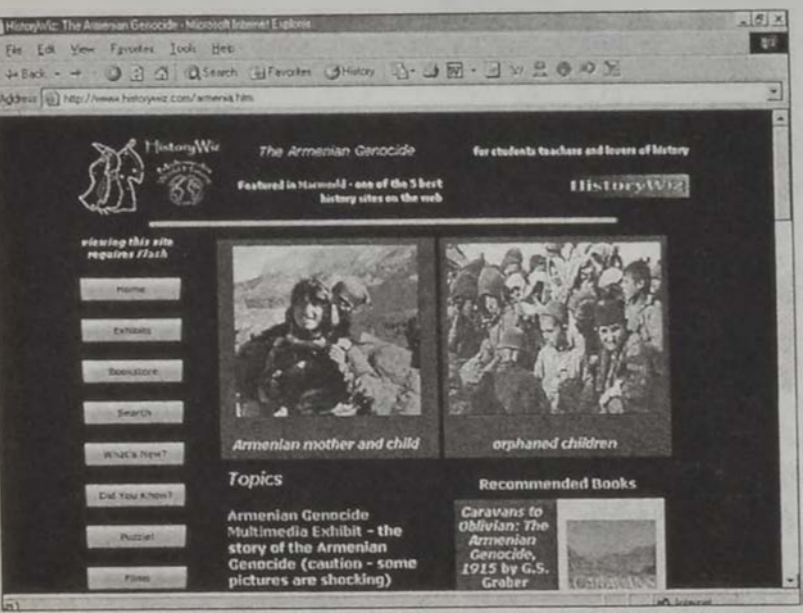 HistoryWiz: The Armenian Genocide - Microsoft Internet Explorer
File Edit View Favorites Tools Help
Back Search Favorites History
Address http://www.historywiz.com/armenia.htm
HistoryWiz
The Armenian Genocide
for students teachers and lovers of history
Featured in - one of the 5 best
history sites on the web
HistoryWiz
viewing this site
requires Flash
Home
Exhibits
Bookstore
Search
What's New?
Did You Know?
Puzzle!
Films
Armenian mother and child
orphaned children
Topics
Armenian Genocide
Multimedia Exhibit - the
story of the Armenian
Genocide (caution - some
pictures are shocking)
Recommended Books
Caravans to
Oblivian: The
Armenian
Genocide,
1915 by G.S.
Graber
CARAVANS
Internet